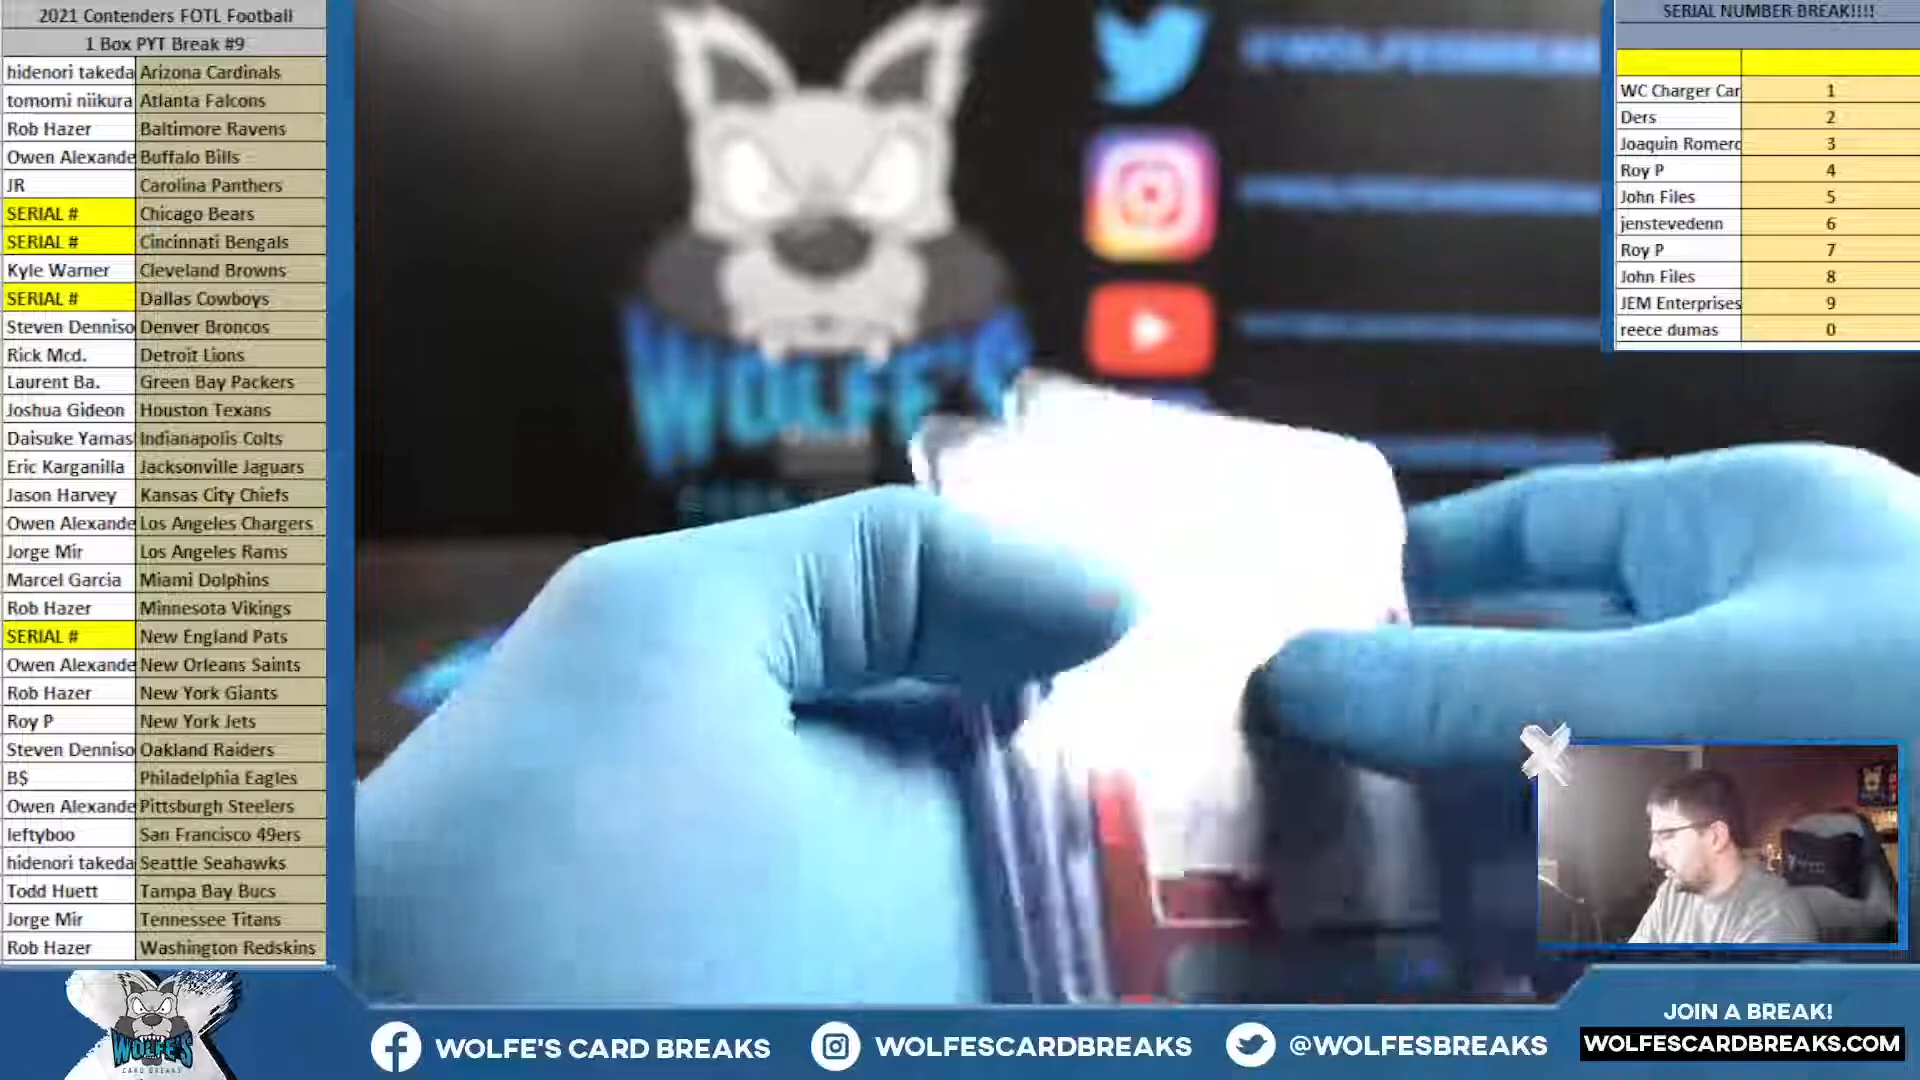 2021 Contenders FOTL Football
1 Box PYT Break #9
hidenori takeda Arizona Cardinals
tomomi niikura Atlanta Falcons
Rob Hazer Baltimore Ravens
Owen Alexande Buffalo Bills
JR Carolina Panthers
SERIAL # Chicago Bears
SERIAL # Cincinnati Bengals
Kyle Warner Cleveland Browns
SERIAL # Dallas Cowboys
Steven Denniso Denver Broncos
Rick Mcd. Detroit Lions
Laurent Ba. Green Bay Packers
Joshua Gideon Houston Texans
Daisuke Yamas Indianapolis Colts
Eric Karganilla Jacksonville Jaguars
Jason Harvey Kansas City Chiefs
Owen Alexande Los Angeles Chargers
Jorge Mir Los Angeles Rams
Marcel Garcia Miami Dolphins
Rob Hazer Minnesota Vikings
SERIAL # New England Pats
Owen Alexande New Orleans Saints
Rob Hazer New York Giants
Roy P New York Jets
Steven Denniso Oakland Raiders
B$ Philadelphia Eagles
Owen Alexande Pittsburgh Steelers
leftyboo San Francisco 49ers
hidenori takeda Seattle Seahawks
Todd Huett Tampa Bay Bucs
Jorge Mir Tennessee Titans
Rob Hazer Washington Redskins
SERIAL NUMBER BREAK!!!!
WC Charger Car 1
Ders 2
Joaquin Romero 3
Roy P 4
John Files 5
jenstevedenn 6
Roy P 7
John Files 8
JEM Enterprises 9
reece dumas 0
WOLFE'S
WOLFE'S
CARD BREAKS
WOLFE'S CARD BREAKS
WOLFESCARDBREAKS
@WOLFESBREAKS
JOIN A BREAK!
WOLFESCARDBREAKS.COM